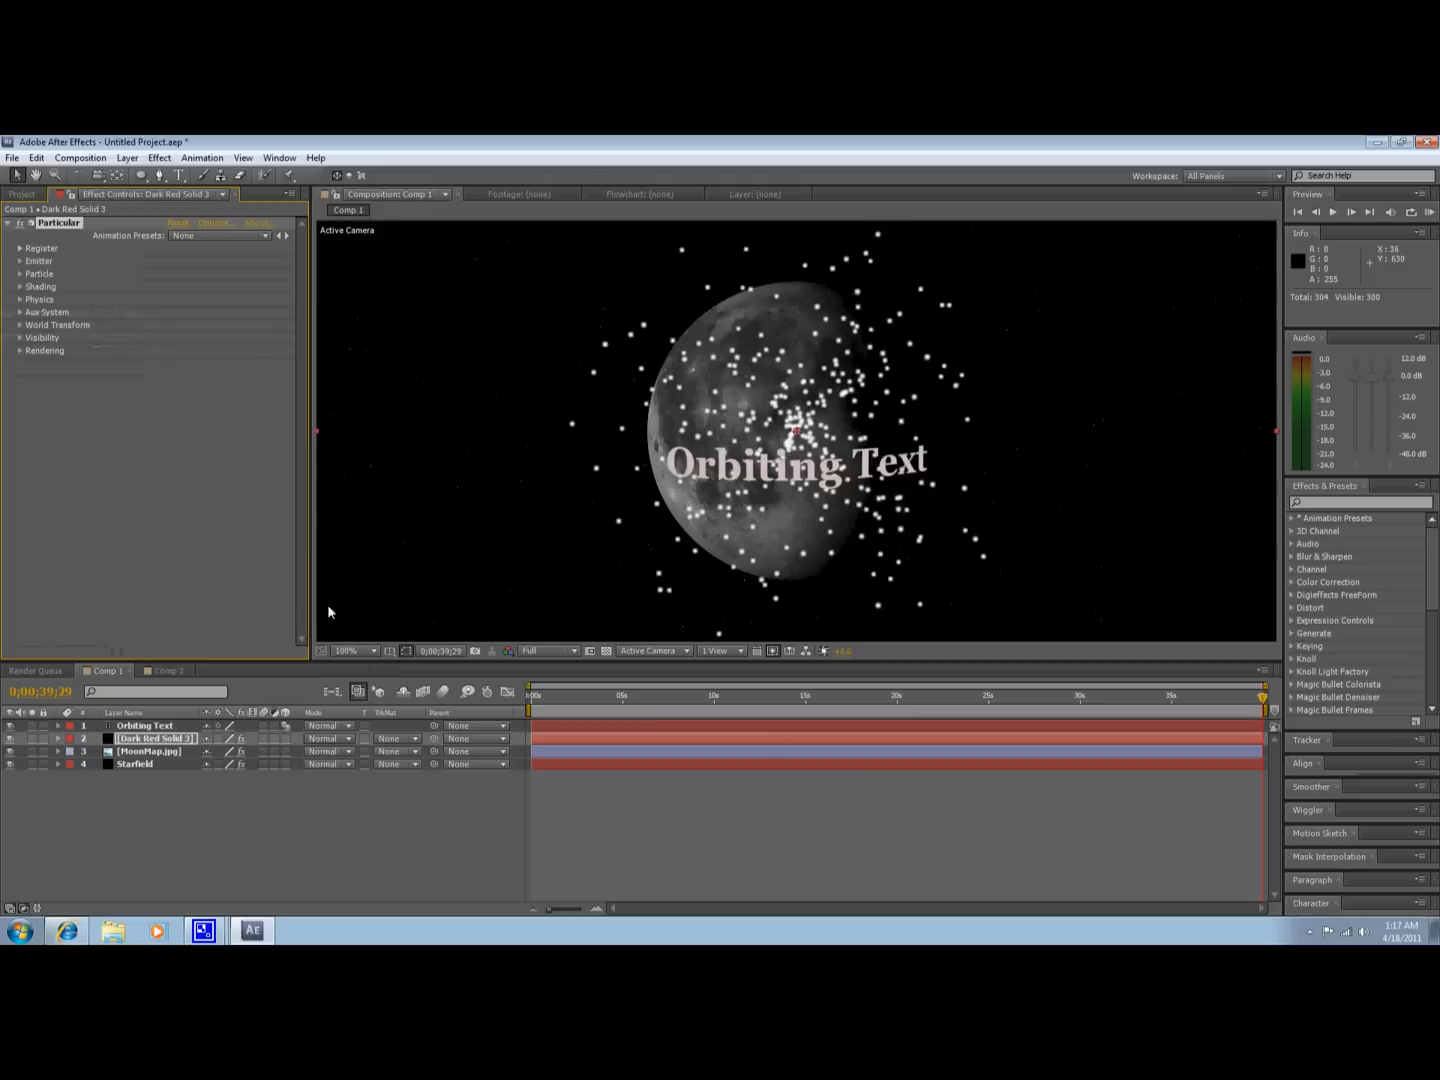 Adobe After Effects - Untitled Project.aep *
File Edit Composition Layer Effect Animation View Window Help
Workspace: All Panels Search Help
Project Effect Controls: Dark Red Solid 3 Composition: Comp 1 Footage: (none) Flowchart: (none) Layer: (none) Preview
Comp 1 • Dark Red Solid 3
Comp 1
Particular Reset Options... About...
Animation Presets: None
Register
Emitter
Particle
Shading
Physics
Aux System
World Transform
Visibility
Rendering
Active Camera
Orbiting Text
Info
R: 0 X: 36
G: 0 Y: 630
B: 0
A: 255
Total: 304 Visible: 300
Audio
0.0 12.0 dB
-3.0 0.0 dB
-6.0
-9.0 -12.0
-12.0
-15.0 -24.0
-18.0 -36.0
-21.0 -48.0 dB
-24.0
Effects & Presets
* Animation Presets
3D Channel
Audio
Blur & Sharpen
Channel
Color Correction
Digieffects FreeForm
Distort
Expression Controls
Generate
Keying
Knoll
Knoll Light Factory
Magic Bullet Colorista
Magic Bullet Denoiser
Magic Bullet Frames
Tracker
Align
Smoother
Wiggler
Motion Sketch
Mask Interpolation
Paragraph
Character
100% 0;00;39;29 Full Active Camera 1 View +0.0
Render Queue Comp 1 Comp 2
0;00;39;29
00s 05s 10s 15s 20s 25s 30s 35s
# Layer Name Mode T TrkMat Parent
1 Orbiting Text Normal None
2 [Dark Red Solid 3] Normal None None
3 [MoonMap.jpg] Normal None None
4 Starfield Normal None None
1:17 AM
4/18/2011